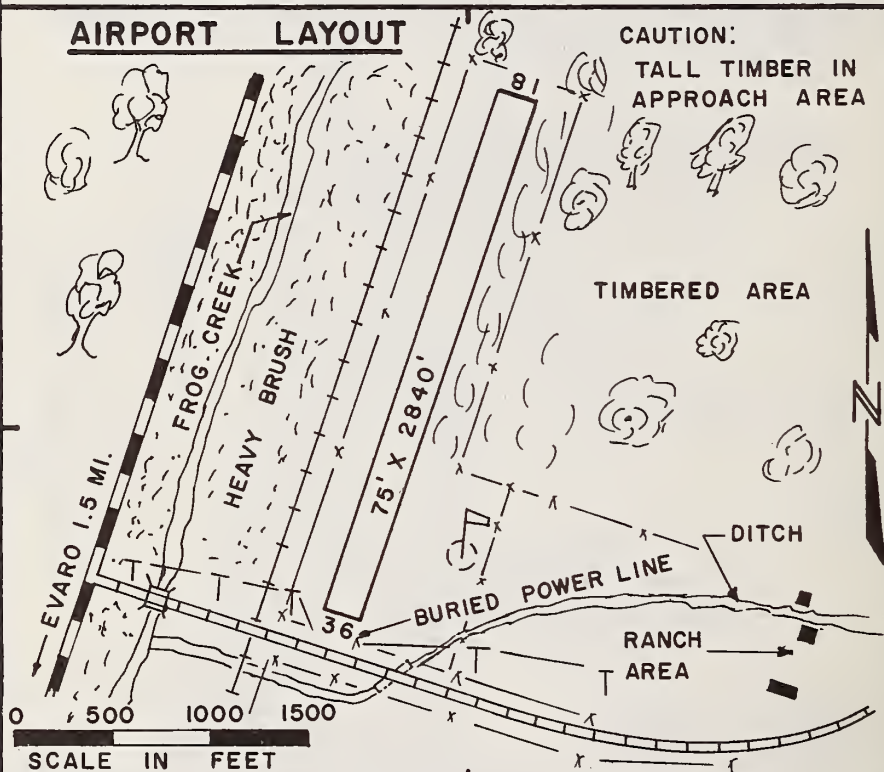 AIRPORT LAYOUT
CAUTION:
TALL TIMBER IN
APPROACH AREA
18
FROG CREEK
HEAVY BRUSH
75' X 2840'
TIMBERED AREA
N
EVARO 1.5 MI.
DITCH
BURIED POWER LINE
36
RANCH
AREA
0 500 1000 1500
SCALE IN FEET